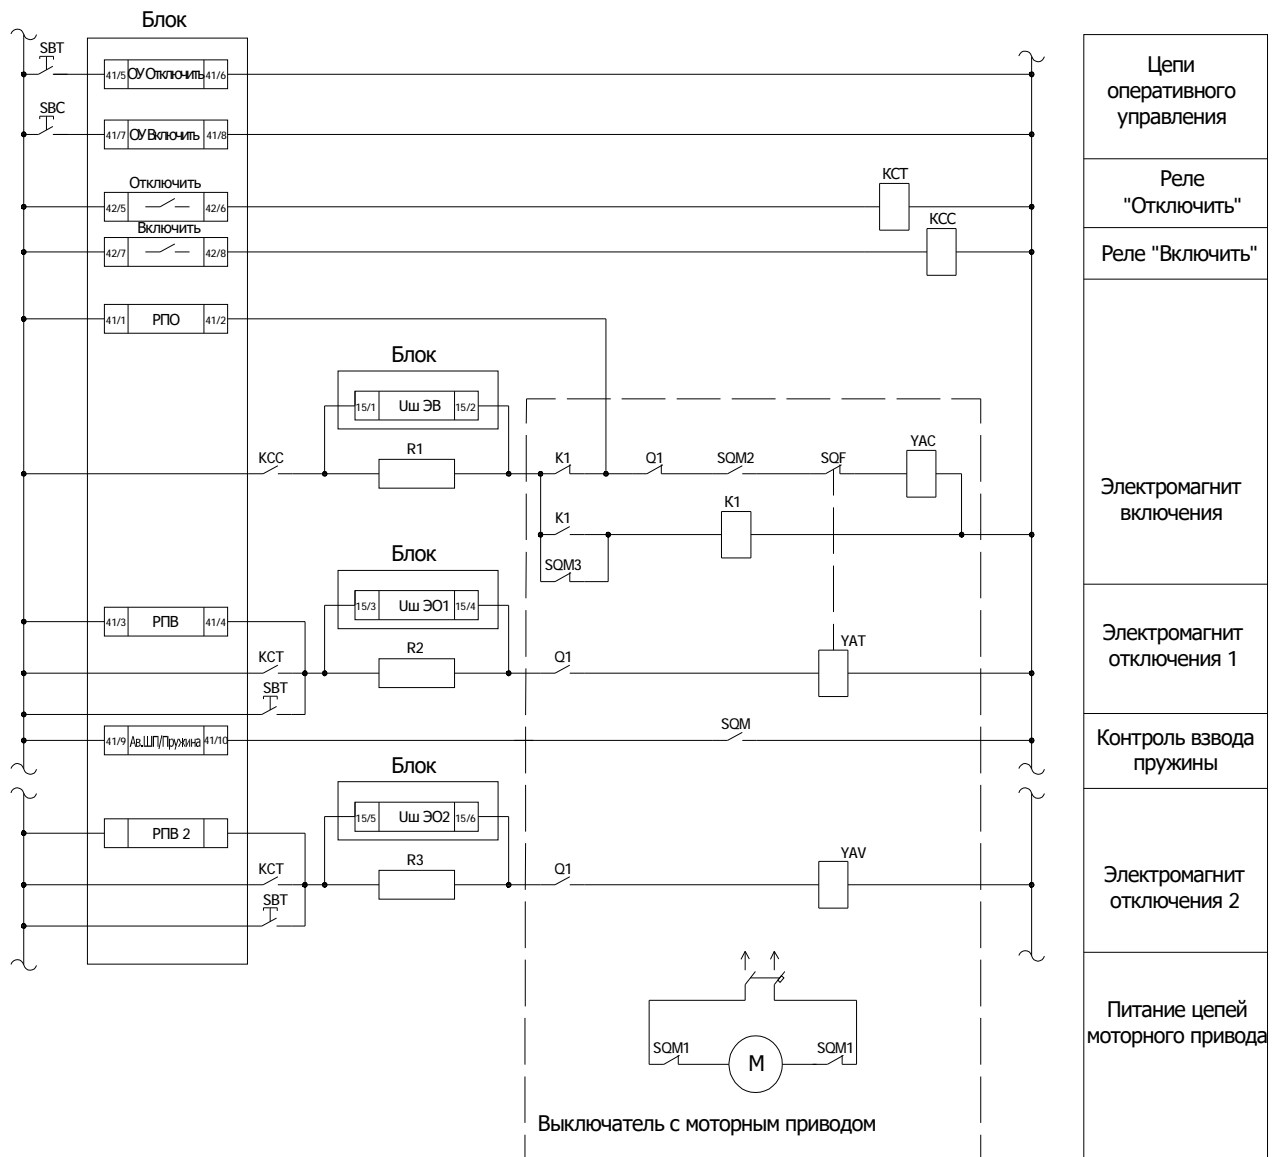 Блок
SBT
41/5 ОУ Отключить 41/6
SBC
41/7 ОУ Включить 41/8
Цепи
оперативного
управления
Отключить
42/5 42/6
KCT
Реле
"Отключить"
Включить
42/7 42/8
KCC
Реле "Включить"
41/1 РПО 41/2
Блок
15/1 Uш ЭВ 15/2
KCC
R1
K1
Q1
SQM2
SQF
YAC
K1
K1
SQM3
Электромагнит
включения
Блок
15/3 Uш ЭО1 15/4
41/3 РПВ 41/4
KCT
R2
Q1
YAT
SBT
Электромагнит
отключения 1
41/9 Ав.ШП/Пружина 41/10
SQM
Контроль взвода
пружины
Блок
15/5 Uш ЭО2 15/6
РПВ 2
KCT
R3
Q1
YAV
SBT
Электромагнит
отключения 2
SQM1
M
SQM1
Питание цепей
моторного привода
Выключатель с моторным приводом